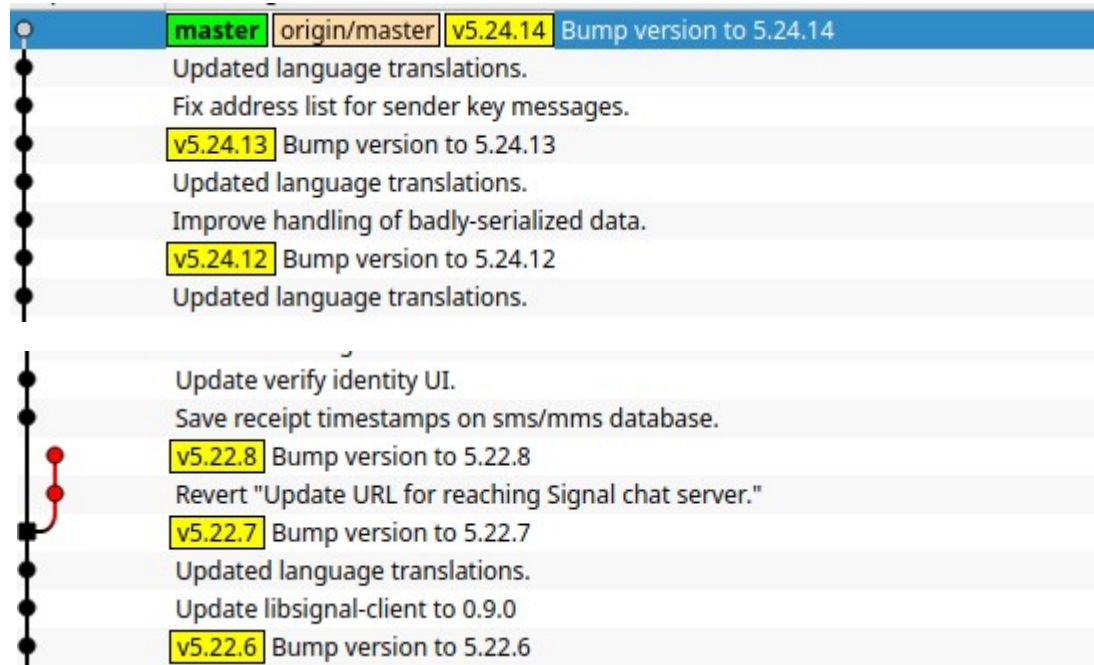 master origin/master v5.24.14 Bump version to 5.24.14
Updated language translations.
Fix address list for sender key messages.
v5.24.13 Bump version to 5.24.13
Updated language translations.
Improve handling of badly-serialized data.
v5.24.12 Bump version to 5.24.12
Updated language translations.
Update verify identity UI.
Save receipt timestamps on sms/mms database.
v5.22.8 Bump version to 5.22.8
Revert "Update URL for reaching Signal chat server."
v5.22.7 Bump version to 5.22.7
Updated language translations.
Update libsignal-client to 0.9.0
v5.22.6 Bump version to 5.22.6